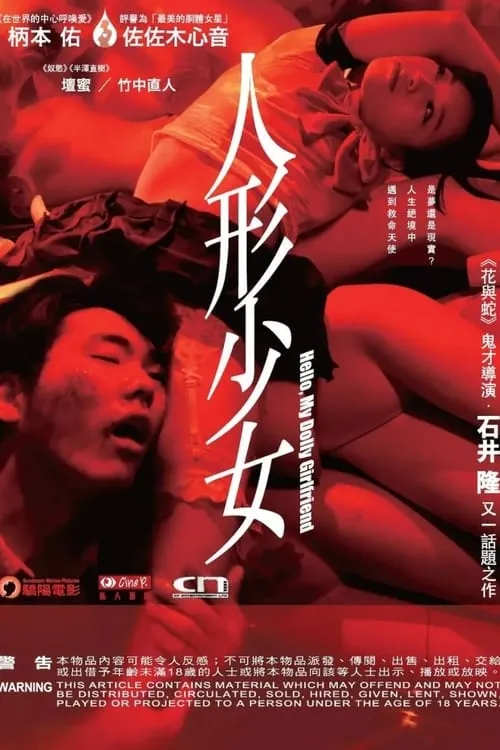 《在世界的中心呼喚愛》
評譽為「最美的胴體女星」
柄本 佑
佐佐木心音
《奴慾》《半澤直樹》
壇蜜／竹中直人
人形少女
Hello, My Dolly Girlfriend
是夢還是現實？
人生絕境中
遇到救命天使
《花與蛇》鬼才導演．石井 隆 又一話題之作
驕陽電影
Cine P.
私人
cn
警告
本物品內容可能令人反感；不可將本物品派發、傳閱、出售、出租、交給
或出借予年齡未滿18歲的人士或將本物品向該等人士出示、播放或放映。
WARNING
THIS ARTICLE CONTAINS MATERIAL WHICH MAY OFFEND AND MAY NOT
BE DISTRIBUTED, CIRCULATED, SOLD, HIRED, GIVEN, LENT, SHOWN,
PLAYED OR PROJECTED TO A PERSON UNDER THE AGE OF 18 YEARS.